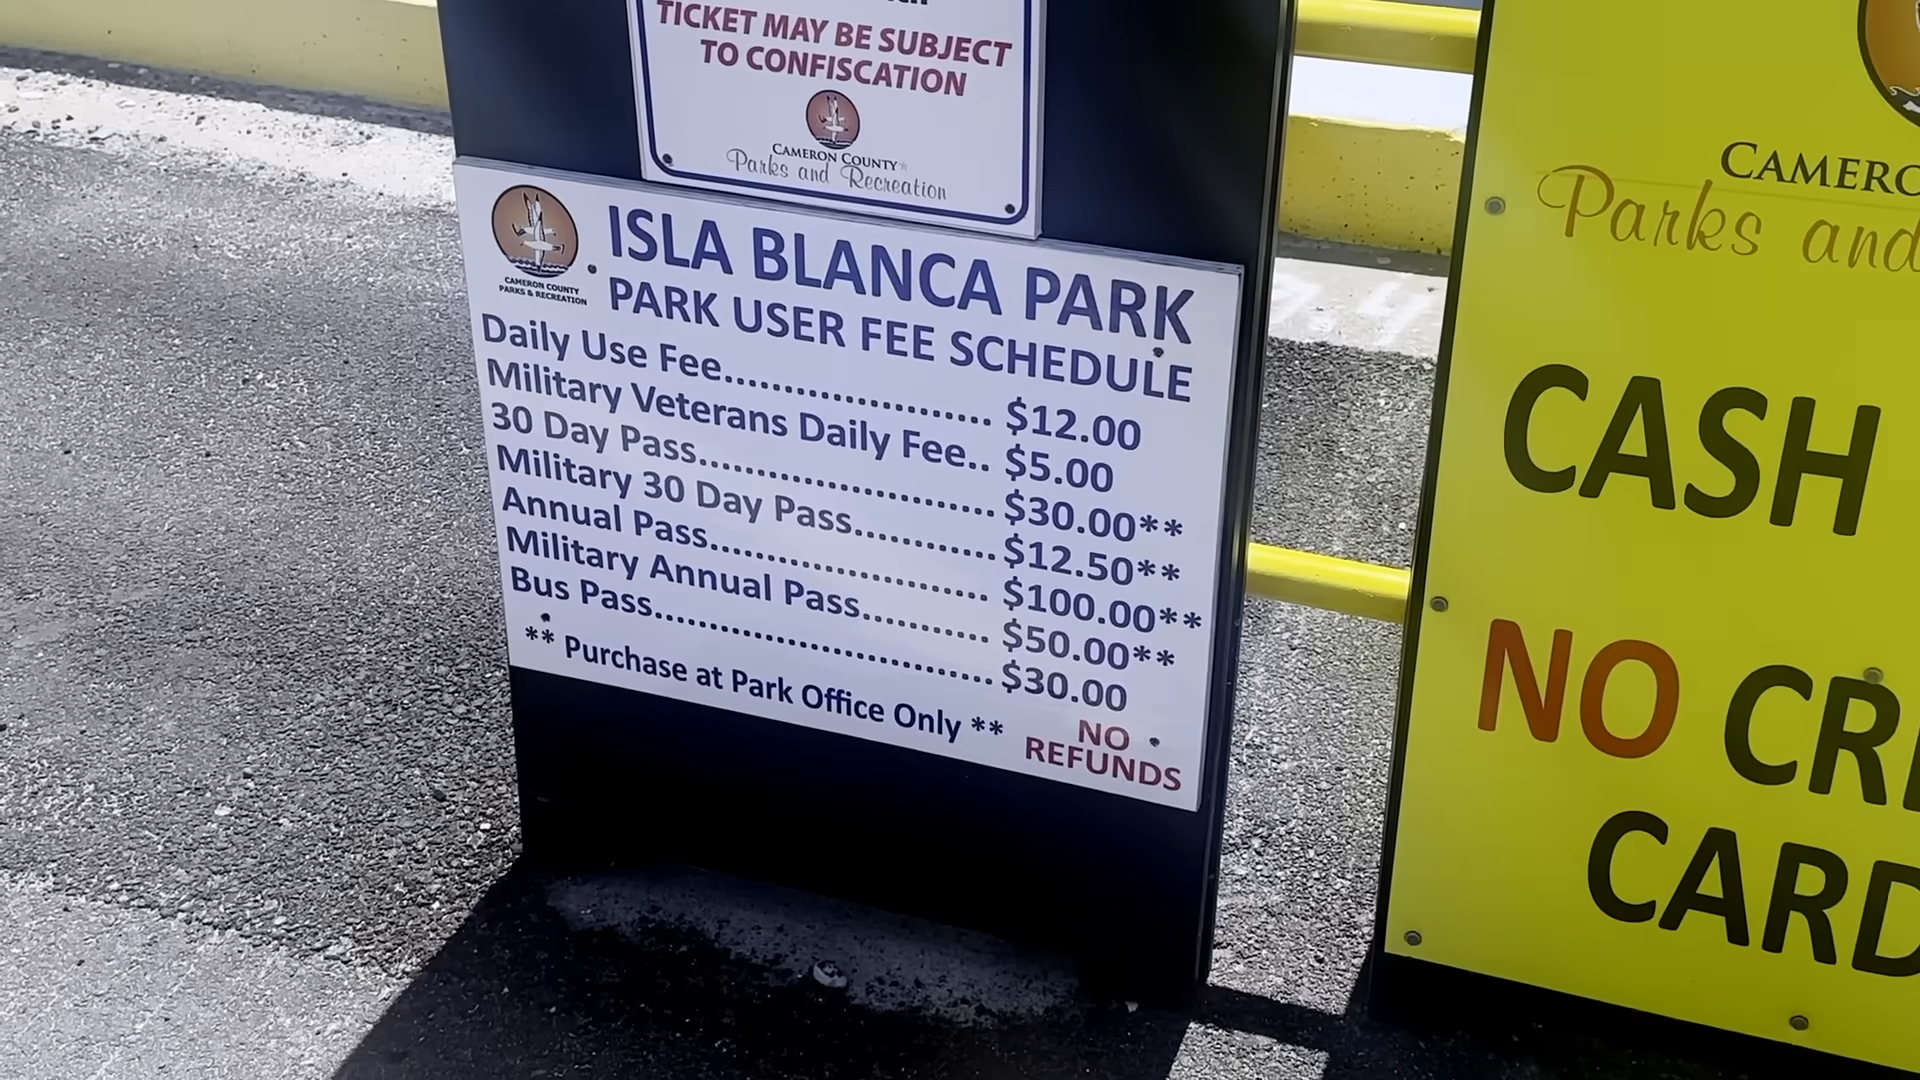 TICKET MAY BE SUBJECT
TO CONFISCATION
CAMERON COUNTY
Parks and Recreation
CAMERON COUNTY
PARKS & RECREATION
ISLA BLANCA PARK
PARK USER FEE SCHEDULE
Daily Use Fee........................ $12.00
Military Veterans Daily Fee.. $5.00
30 Day Pass.......................... $30.00**
Military 30 Day Pass............ $12.50**
Annual Pass........................ $100.00**
Military Annual Pass........... $50.00**
Bus Pass............................. $30.00
** Purchase at Park Office Only **
NO
REFUNDS
Parks and
CASH
NO